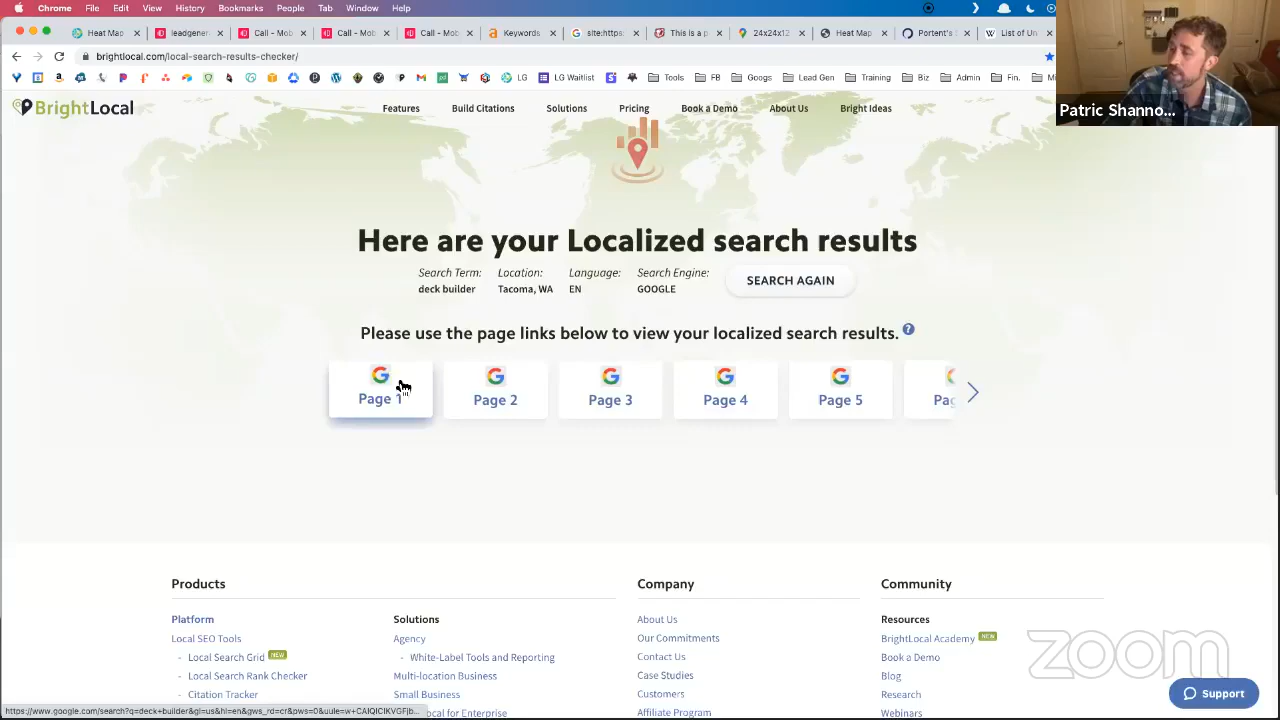 Chrome File Edit View History Bookmarks People Tab Window Help
Heat Map
leadgener
Call - Mob
Call - Mob
Call - Mob
Keywords
site:https:
This is a p
24x24x12
Heat Map
Portent's
List of Un
brightlocal.com/local-search-results-checker/
LG
LG Waitlist
Tools
FB
Googs
Lead Gen
Training
Biz
Admin
Fin.
Patric Shanno...
BrightLocal
Features
Build Citations
Solutions
Pricing
Book a Demo
About Us
Bright Ideas
Here are your Localized search results
Search Term: Location: Language: Search Engine:
deck builder Tacoma, WA EN GOOGLE
SEARCH AGAIN
Please use the page links below to view your localized search results. ?
Page 1
Page 2
Page 3
Page 4
Page 5
Products
Company
Community
Platform
Solutions
About Us
Resources
Local SEO Tools
Agency
Our Commitments
BrightLocal Academy NEW
- Local Search Grid NEW
- White-Label Tools and Reporting
Contact Us
Book a Demo
- Local Search Rank Checker
Multi-location Business
Case Studies
Blog
- Citation Tracker
Small Business
Customers
Research
ocal for Enterprise
Affiliate Program
Webinars
zoom
Support
https://www.google.com/search?q=deck+builder&gl=us&hl=en&gws_rd=cr&pws=0&uule=w+CAIQICIKVGFjb...